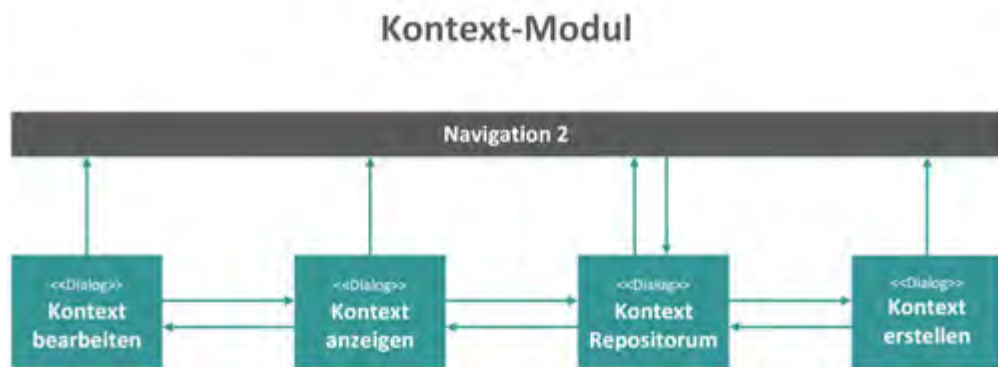 Kontext-Modul
Navigation 2
<<Dialog>>
Kontext
bearbeiten
<<Dialog>>
Kontext
anzeigen
<<Dialog>>
Kontext
Repositorum
<<Dialog>>
Kontext
erstellen